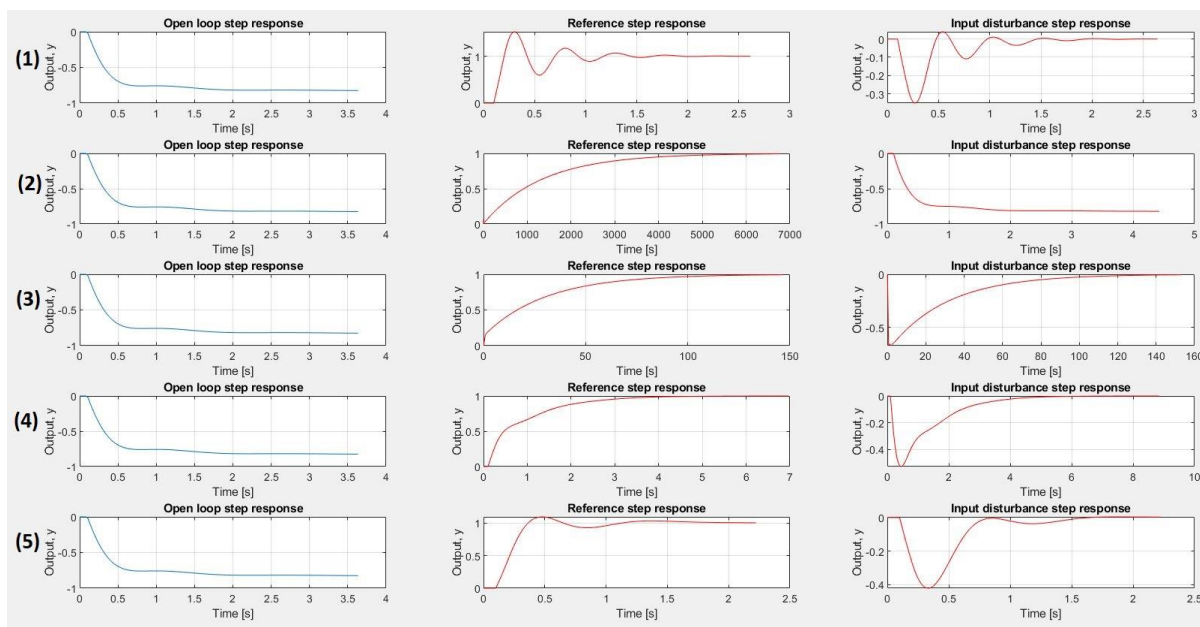 Open loop step response
Reference step response
Input disturbance step response
(1)
Output, y
0
-0.5
-1
0 0.5 1 1.5 2 2.5 3 3.5 4
Time [s]
Output, y
1
0
0 0.5 1 1.5 2 2.5 3
Time [s]
Output, y
0
-0.1
-0.2
-0.3
0 0.5 1 1.5 2 2.5 3
Time [s]
Open loop step response
Reference step response
Input disturbance step response
(2)
Output, y
0
-0.5
-1
0 0.5 1 1.5 2 2.5 3 3.5 4
Time [s]
Output, y
1
0.5
0
0 1000 2000 3000 4000 5000 6000 7000
Time [s]
Output, y
0
-0.5
-1
0 1 2 3 4 5
Time [s]
Open loop step response
Reference step response
Input disturbance step response
(3)
Output, y
0
-0.5
-1
0 0.5 1 1.5 2 2.5 3 3.5 4
Time [s]
Output, y
1
0.5
0
0 50 100 150
Time [s]
Output, y
0
-0.5
0 20 40 60 80 100 120 140 160
Time [s]
Open loop step response
Reference step response
Input disturbance step response
(4)
Output, y
0
-0.5
-1
0 0.5 1 1.5 2 2.5 3 3.5 4
Time [s]
Output, y
1
0.5
0
0 1 2 3 4 5 6 7
Time [s]
Output, y
0
-0.2
-0.4
0 2 4 6 8 10
Time [s]
Open loop step response
Reference step response
Input disturbance step response
(5)
Output, y
0
-0.5
-1
0 0.5 1 1.5 2 2.5 3 3.5 4
Time [s]
Output, y
1
0.5
0
0 0.5 1 1.5 2 2.5
Time [s]
Output, y
0
-0.2
-0.4
0 0.5 1 1.5 2 2.5
Time [s]